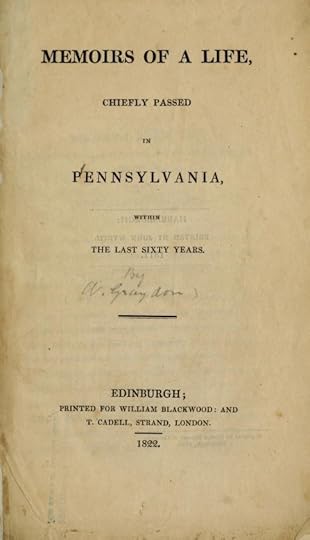 MEMOIRS OF A LIFE,
CHIEFLY PASSED
IN
PENNSYLVANIA,
WITHIN
THE LAST SIXTY YEARS.
By
A. Graydon
EDINBURGH;
PRINTED FOR WILLIAM BLACKWOOD: AND
T. CADELL, STRAND, LONDON.
1822.